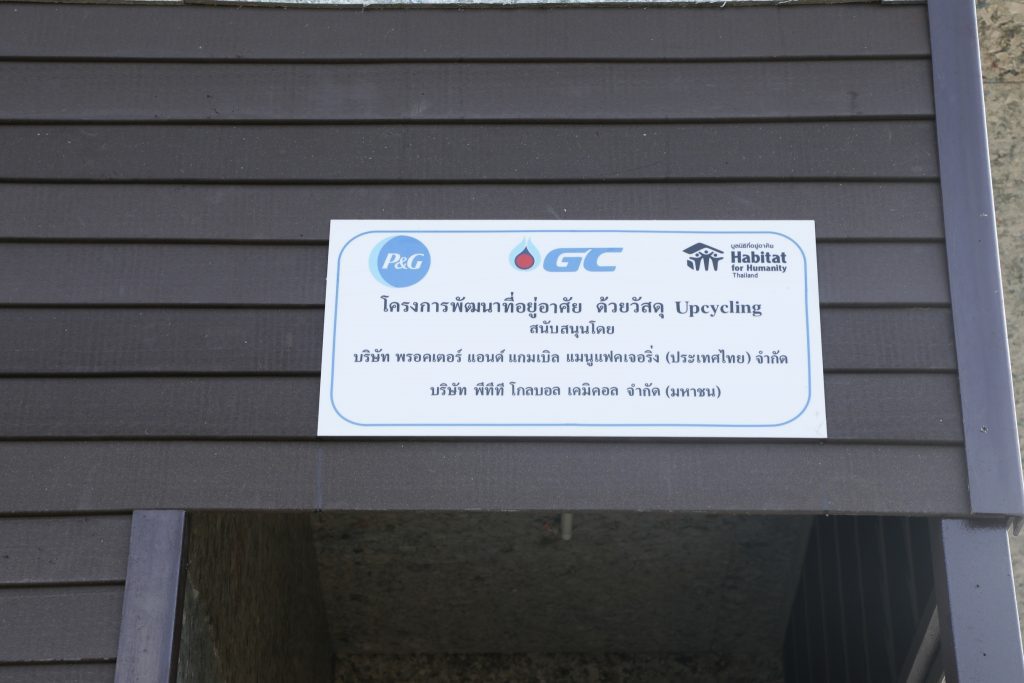 P&G
GC
มูลนิธิที่อยู่อาศัย
Habitat
for Humanity
Thailand
โครงการพัฒนาที่อยู่อาศัย ด้วยวัสดุ Upcycling
สนับสนุนโดย
บริษัท พรอคเตอร์ แอนด์ แกมเบิล แมนูแฟคเจอริ่ง (ประเทศไทย) จำกัด
บริษัท พีทีที โกลบอล เคมิคอล จำกัด (มหาชน)